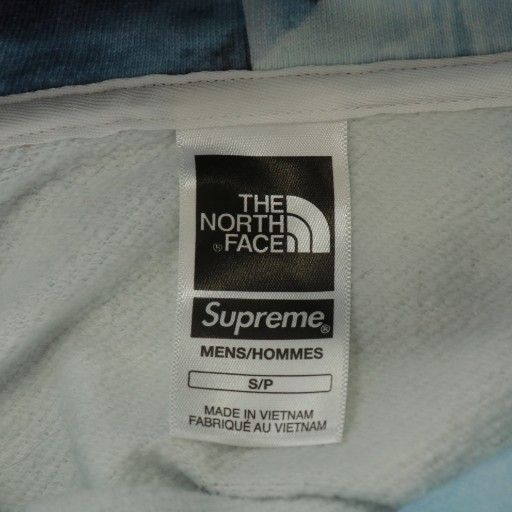 THE
NORTH
® FACE
Supreme®
MENS/HOMMES
S/P
MADE IN VIETNAM
FABRIQUÉ AU VIETNAM